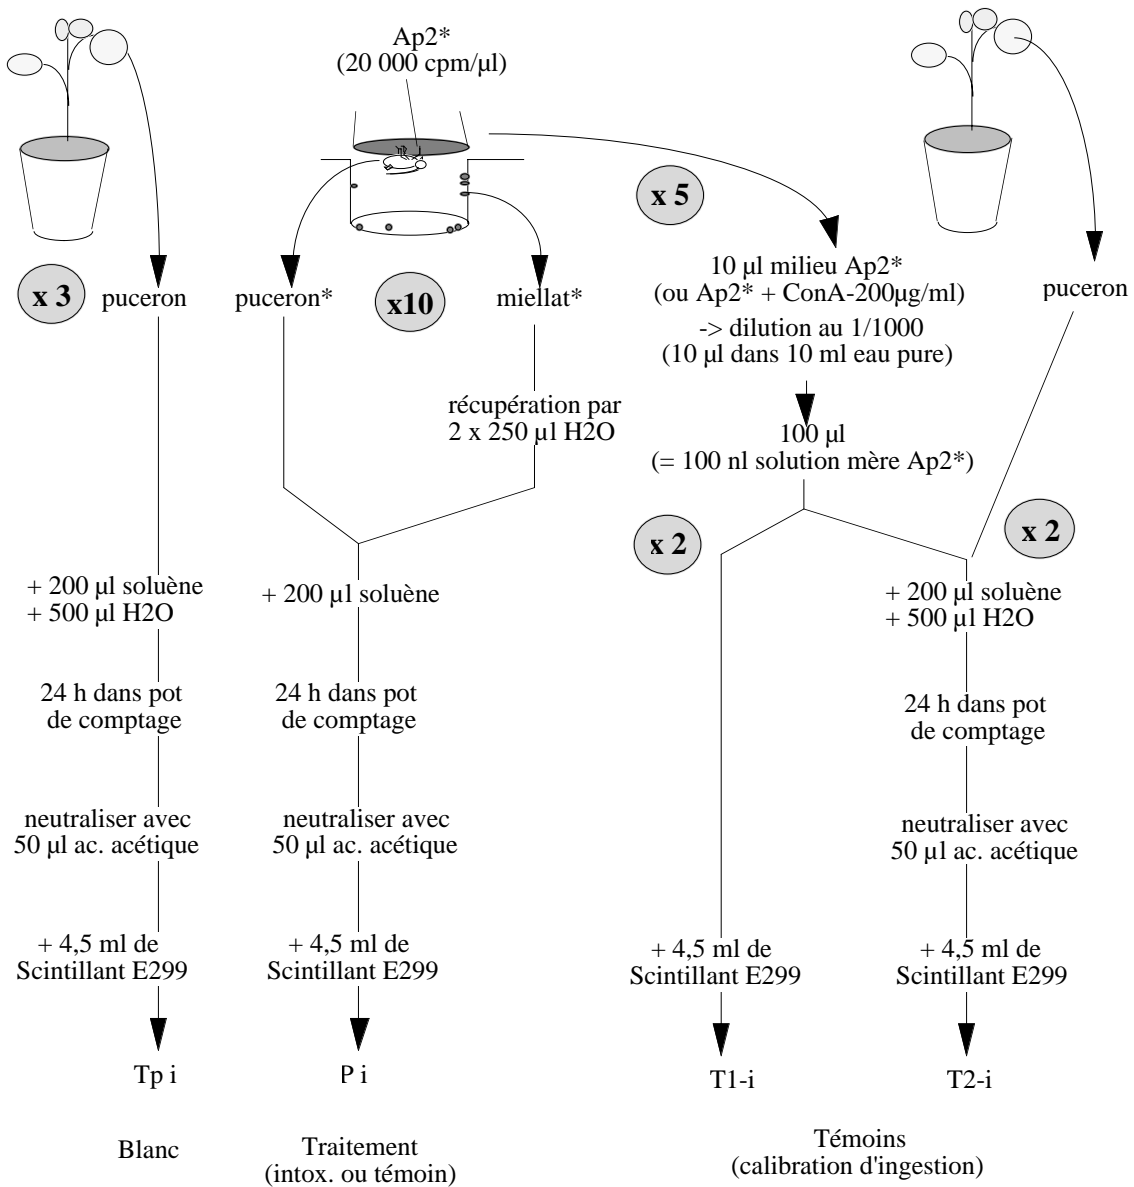 Ap2*
(20 000 cpm/µl)
x 5
x 3
puceron
puceron*
x10
miellat*
10 µl milieu Ap2*
(ou Ap2* + ConA-200µg/ml)
-> dilution au 1/1000
(10 µl dans 10 ml eau pure)
puceron
récupération par
2 x 250 µl H2O
100 µl
(= 100 nl solution mère Ap2*)
x 2
x 2
+ 200 µl soluène
+ 500 µl H2O
+ 200 µl soluène
+ 200 µl soluène
+ 500 µl H2O
24 h dans pot
de comptage
24 h dans pot
de comptage
24 h dans pot
de comptage
neutraliser avec
50 µl ac. acétique
neutraliser avec
50 µl ac. acétique
neutraliser avec
50 µl ac. acétique
+ 4,5 ml de
Scintillant E299
+ 4,5 ml de
Scintillant E299
+ 4,5 ml de
Scintillant E299
+ 4,5 ml de
Scintillant E299
Tp i
P i
T1-i
T2-i
Blanc
Traitement
(intox. ou témoin)
Témoins
(calibration d'ingestion)